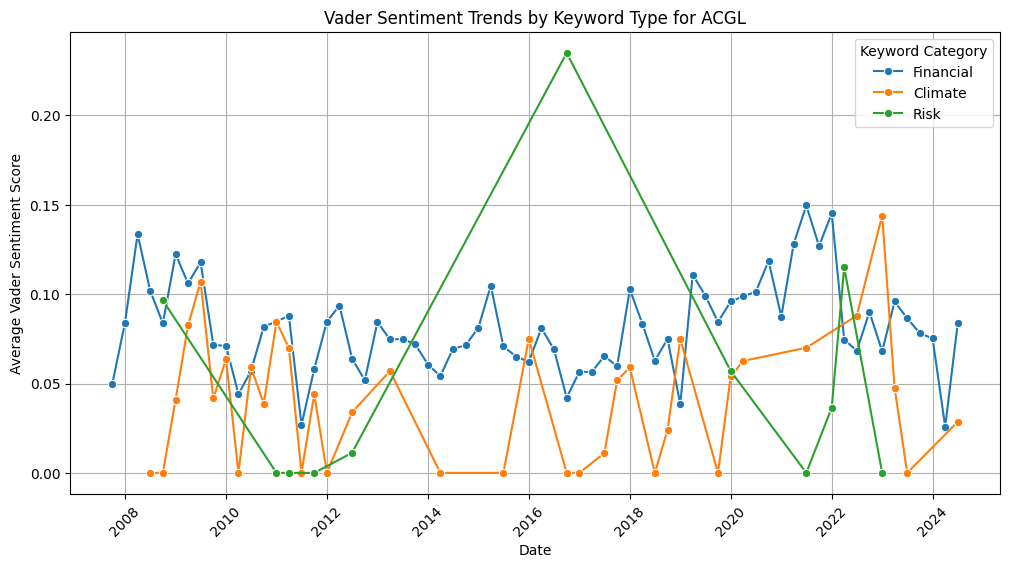 Vader Sentiment Trends by Keyword Type for ACGL
Keyword Category
Financial
Climate
Risk
Average Vader Sentiment Score
0.20
0.15
0.10
0.05
0.00
2008
2010
2012
2014
2016
2018
2020
2022
2024
Date